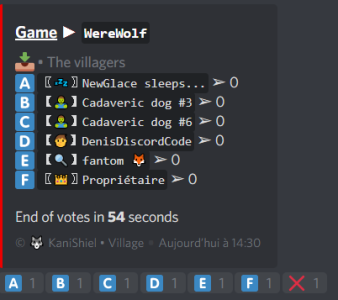 Game ▶ WereWolf
📥 • The villagers
🇦 〖 💤 〗NewGlace sleeps... ➢ 0
🇧 〖 🧟‍♂️ 〗Cadaveric dog #3 ➢ 0
🇨 〖 🧟‍♂️ 〗Cadaveric dog #6 ➢ 0
🇩 〖 🧑 〗DenisDiscordCode ➢ 0
🇪 〖 🔍 〗fantom 🦊 ➢ 0
🇫 〖 👑 〗Propriétaire ➢ 0
End of votes in 54 seconds
© 🐺 KaniShiel • Village • Aujourd'hui à 14:30
🇦 1 🇧 1 🇨 1 🇩 1 🇪 1 🇫 1 ❌ 1